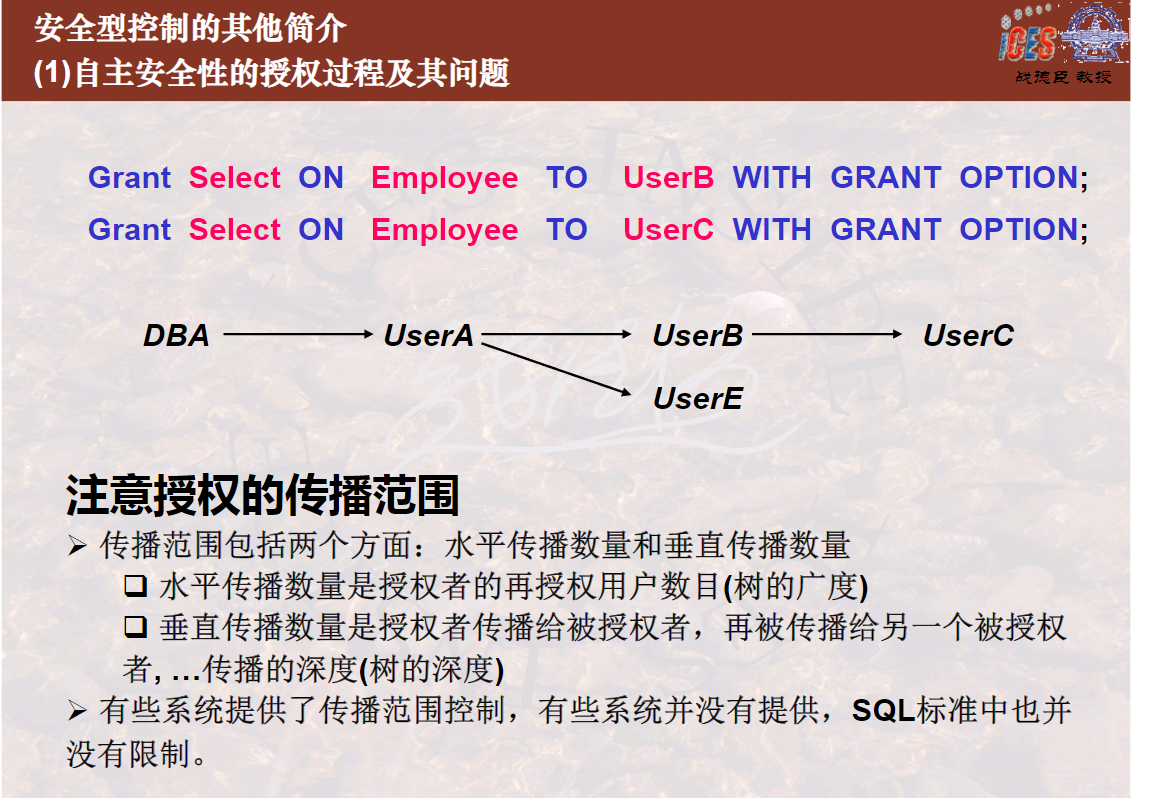 安全型控制的其他简介
(1)自主安全性的授权过程及其问题
iCES
战德臣 教授
Grant Select ON Employee TO UserB WITH GRANT OPTION;
Grant Select ON Employee TO UserC WITH GRANT OPTION;
DBA UserA UserB UserC
UserE
注意授权的传播范围
➢ 传播范围包括两个方面：水平传播数量和垂直传播数量
❑ 水平传播数量是授权者的再授权用户数目(树的广度)
❑ 垂直传播数量是授权者传播给被授权者，再被传播给另一个被授权
者, …传播的深度(树的深度)
➢ 有些系统提供了传播范围控制，有些系统并没有提供，SQL标准中也并
没有限制。